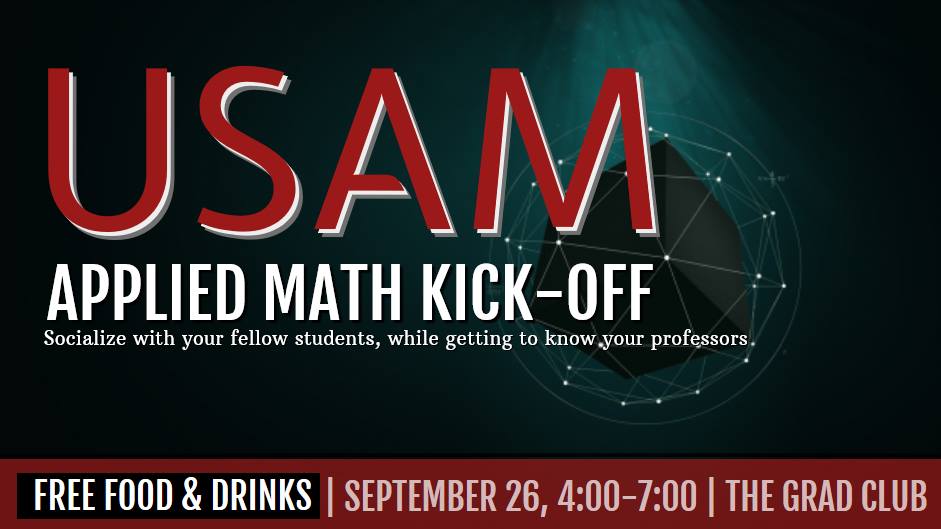 USAM
APPLIED MATH KICK-OFF
Socialize with your fellow students, while getting to know your professors
FREE FOOD & DRINKS | SEPTEMBER 26, 4:00-7:00 | THE GRAD CLUB